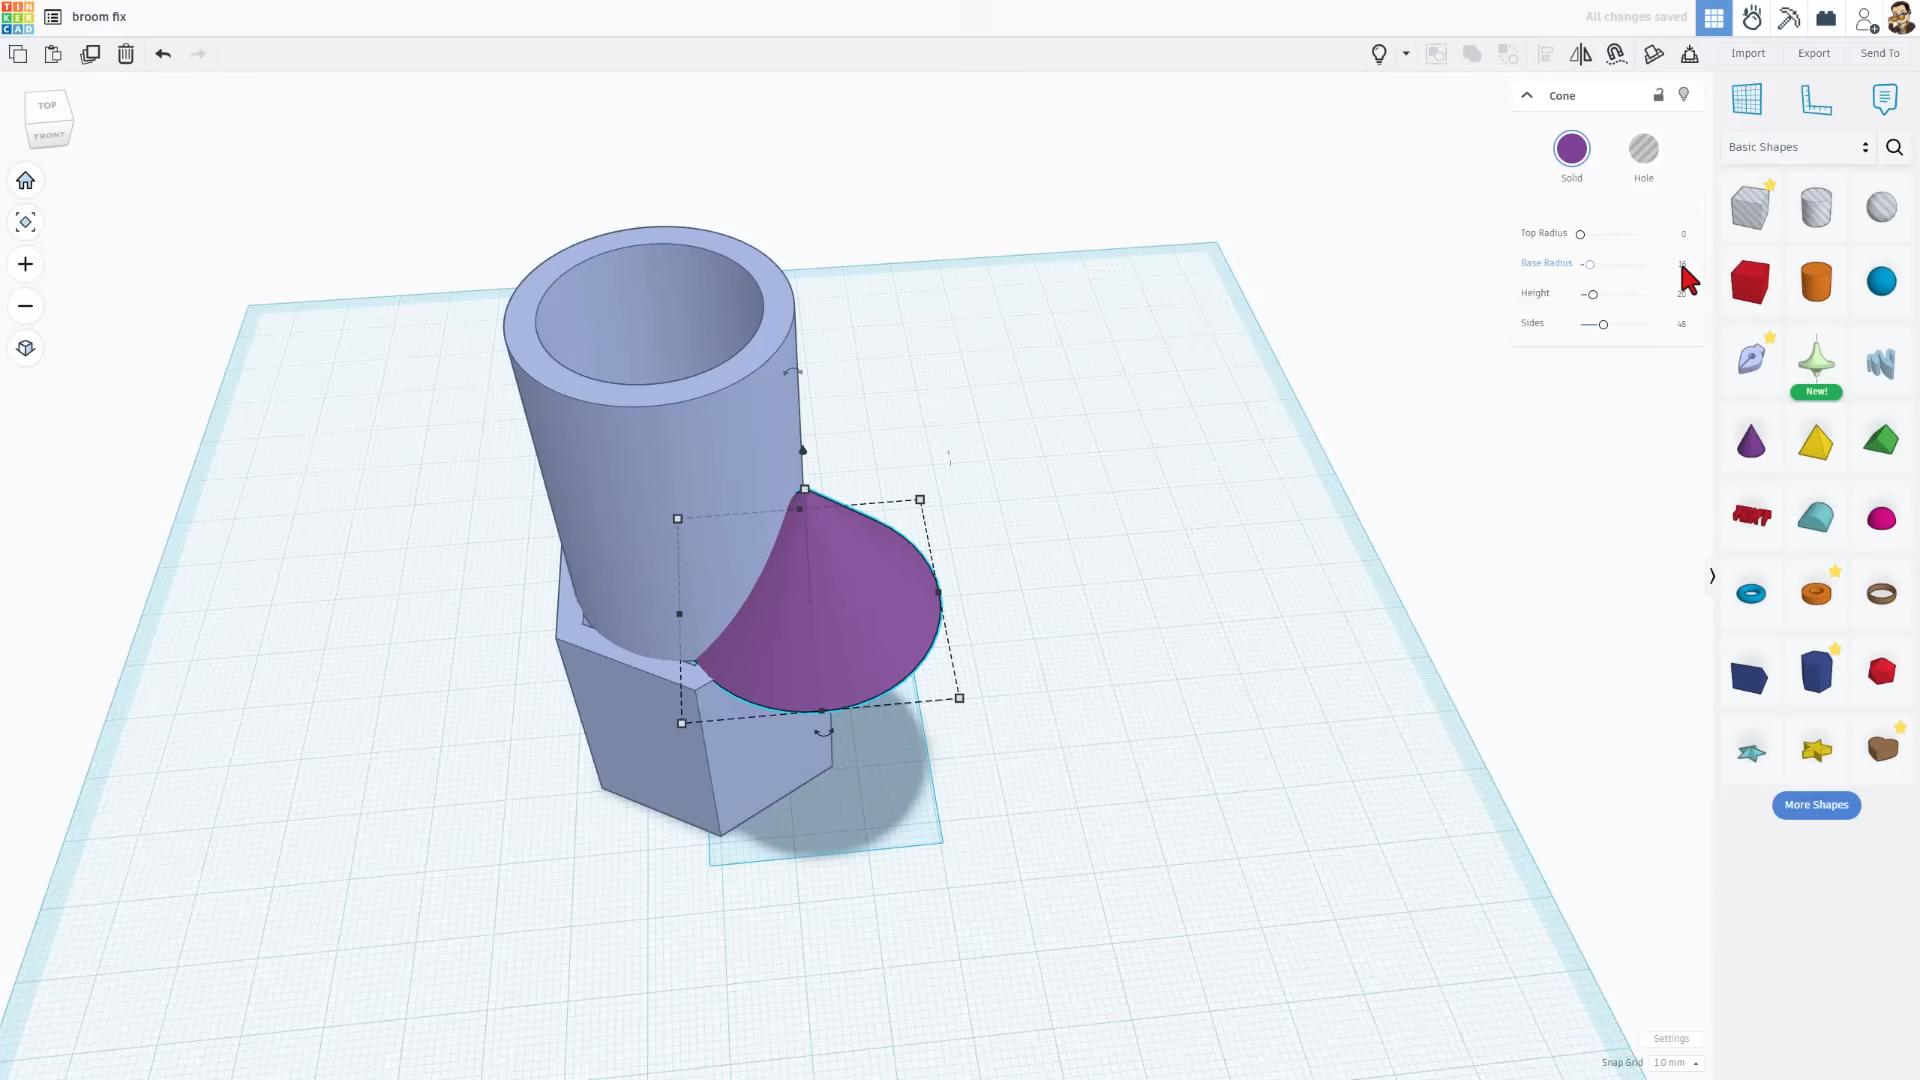 TIN
KER
CAD
broom fix
All changes saved
Import
Export
Send To
TOP
FRONT
Cone
Solid
Hole
Top Radius 0
Base Radius
Height
Sides 48
Basic Shapes
New!
More Shapes
Settings
Snap Grid 1.0 mm